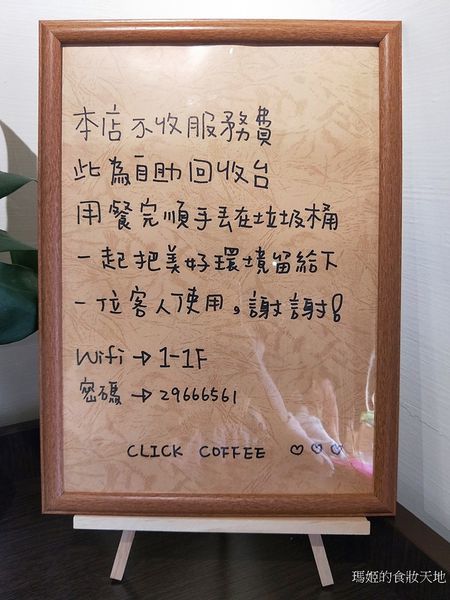 本店不收服務費
此為自助回收台
用餐完順手丟在垃圾桶
一起把美好環境留給下
一位客人使用。謝謝!
Wifi → 1-1F
密碼 → 29666561
CLICK COFFEE ♡♡♡
瑪姬的食妝天地